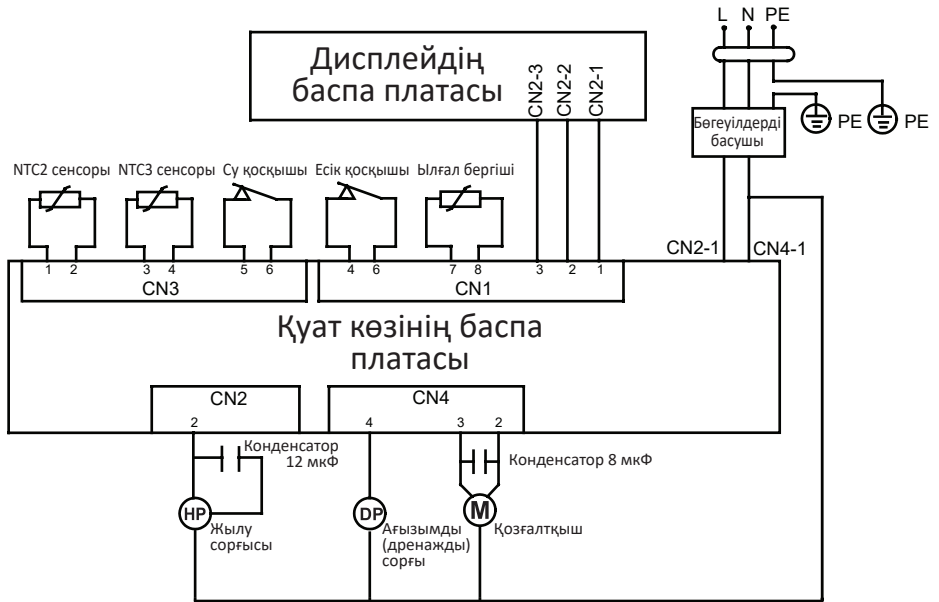 L N PE
Дисплейдің
баспа платасы
CN2-3
CN2-2
CN2-1
Бөгеуілдерді
басушы
PE
PE
NTC2 сенсоры
NTC3 сенсоры
Су қосқышы
Есік қосқышы
Ылғал бергіші
CN2-1
CN4-1
1 2 3 4 5 6 4 6 7 8 3 2 1
CN3
CN1
Қуат көзінің баспа
платасы
CN2
CN4
2
4
3
2
Конденсатор
12 мкФ
Конденсатор 8 мкФ
HP
Жылу
сорғысы
DP
Ағызымды
(дренажды)
сорғы
M
Қозғалтқыш